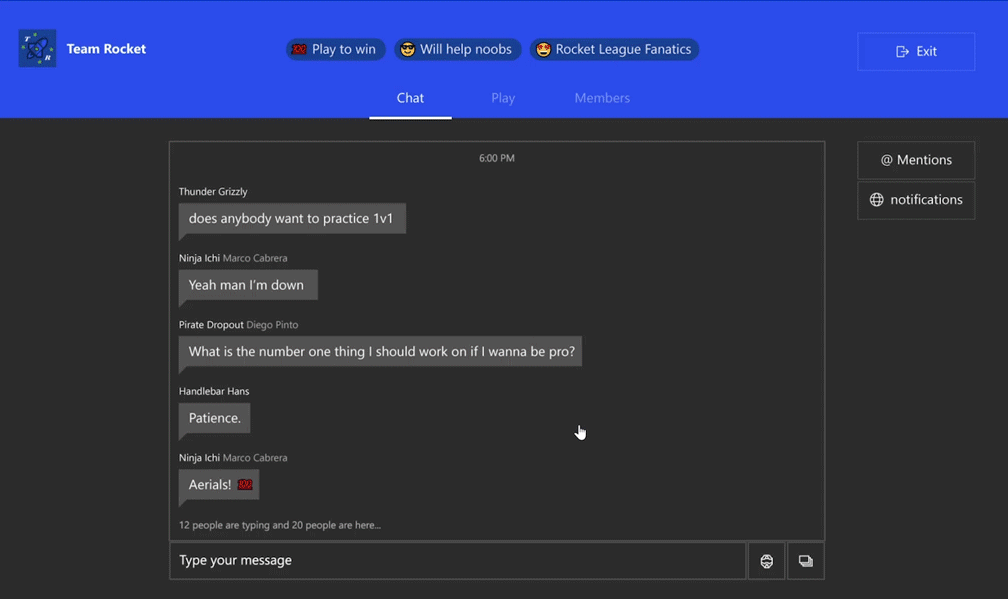 T R
Team Rocket
100 Play to win
Will help noobs
Rocket League Fanatics
Exit
Chat
Play
Members
6:00 PM
@ Mentions
notifications
Thunder Grizzly
does anybody want to practice 1v1
Ninja Ichi Marco Cabrera
Yeah man I'm down
Pirate Dropout Diego Pinto
What is the number one thing I should work on if I wanna be pro?
Handlebar Hans
Patience.
Ninja Ichi Marco Cabrera
Aerials! 100
12 people are typing and 20 people are here...
Type your message